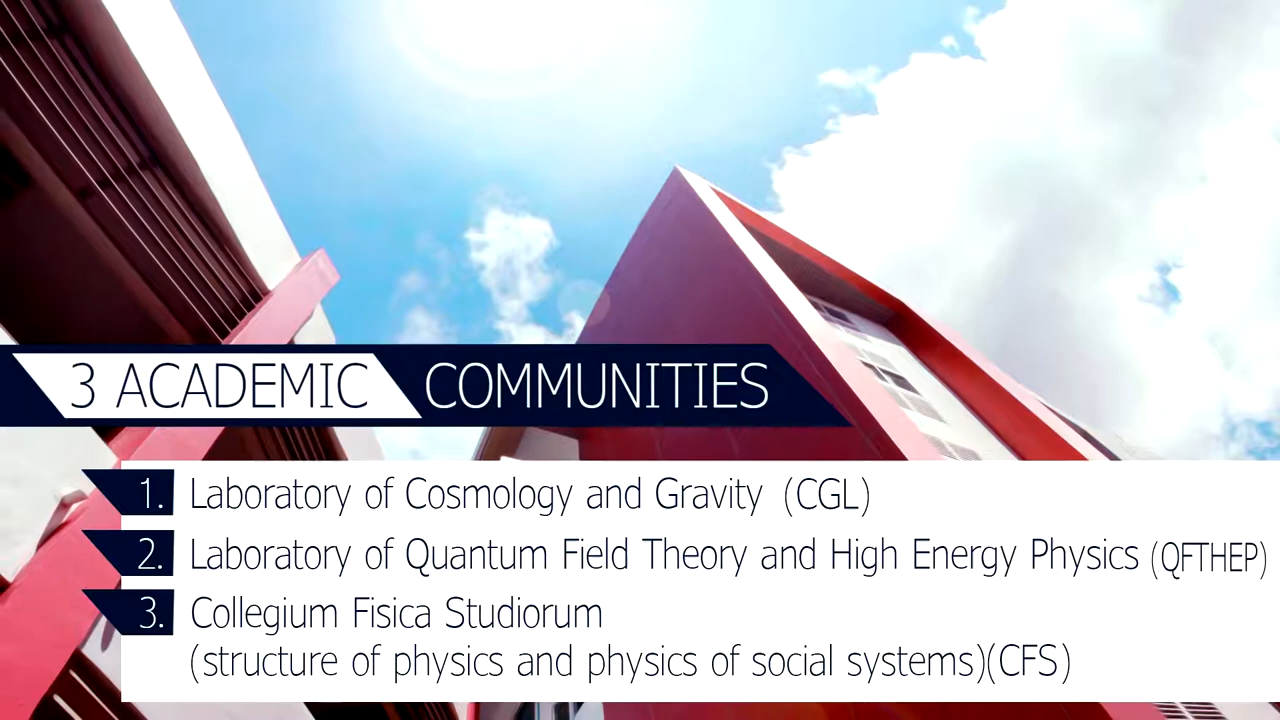 3 ACADEMIC COMMUNITIES
1. Laboratory of Cosmology and Gravity (CGL)
2. Laboratory of Quantum Field Theory and High Energy Physics (QFTHEP)
3. Collegium Fisica Studiorum
(structure of physics and physics of social systems)(CFS)